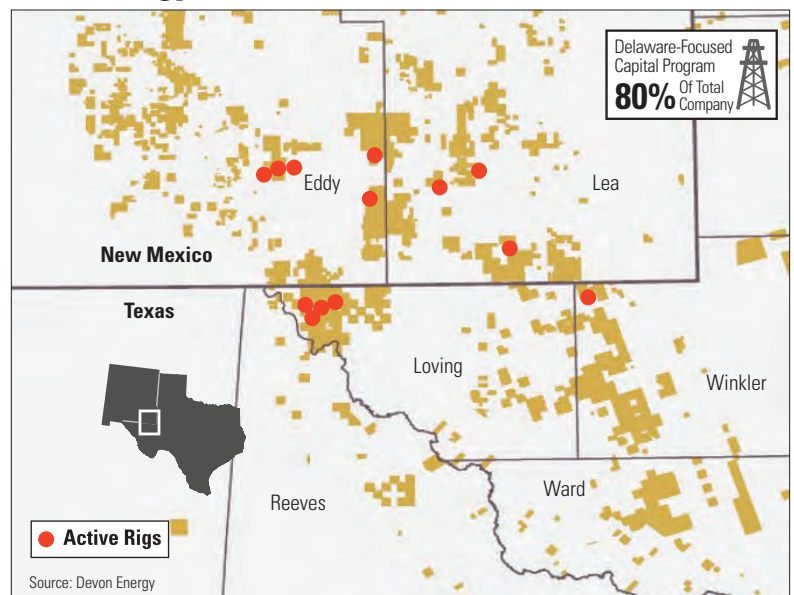 Delaware-Focused
Capital Program
80% Of Total
Company
Eddy
Lea
New Mexico
Texas
Loving
Winkler
Reeves
Ward
Active Rigs
Source: Devon Energy